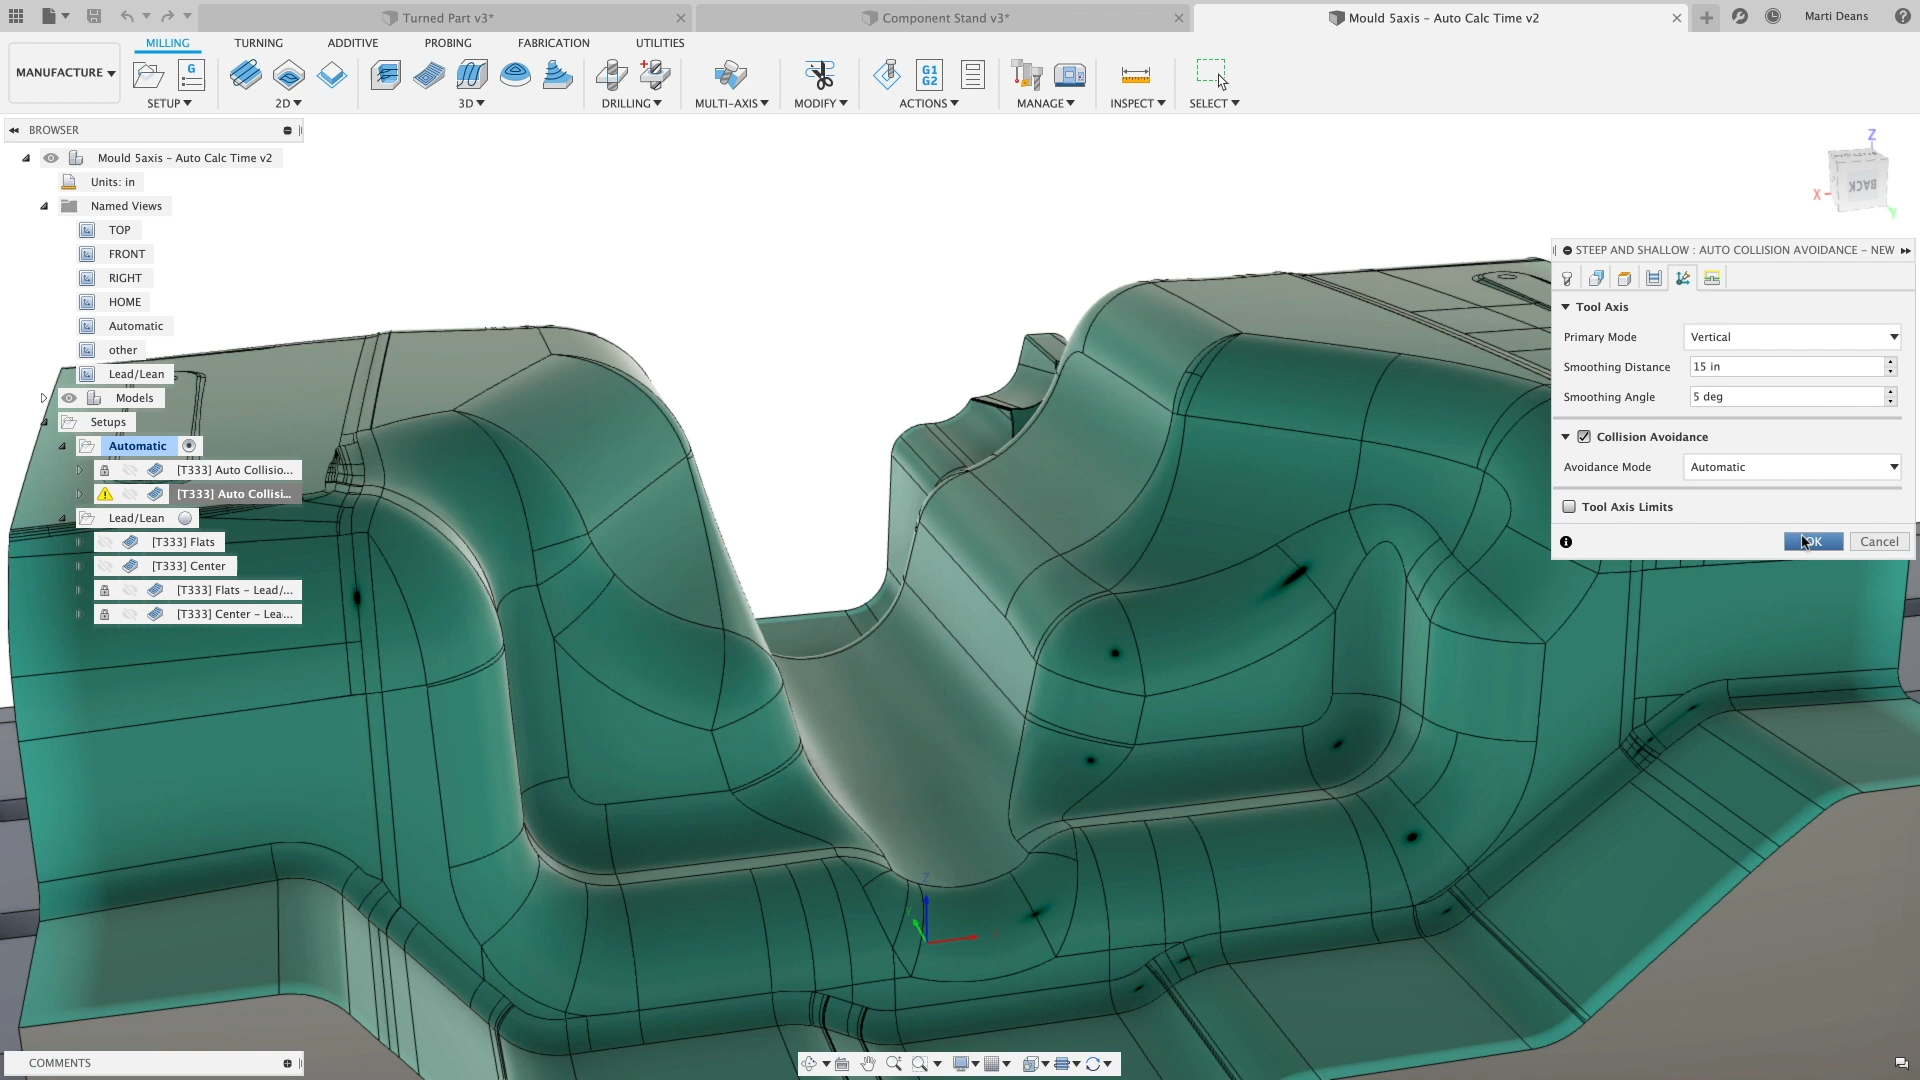 Turned Part v3*
Component Stand v3*
Mould 5axis – Auto Calc Time v2
Marti Deans
MANUFACTURE
MILLING
TURNING
ADDITIVE
PROBING
FABRICATION
UTILITIES
G
G1
G2
SETUP
2D
3D
DRILLING
MULTI-AXIS
MODIFY
ACTIONS
MANAGE
INSPECT
SELECT
BROWSER
Mould 5axis – Auto Calc Time v2
Units: in
Named Views
TOP
FRONT
RIGHT
HOME
Automatic
other
Lead/Lean
Models
Setups
Automatic
[T333] Auto Collisio...
[T333] Auto Collisi...
Lead/Lean
[T333] Flats
[T333] Center
[T333] Flats – Lead/...
[T333] Center – Lea...
Z
BACK
X
Y
STEEP AND SHALLOW : AUTO COLLISION AVOIDANCE – NEW
Tool Axis
Primary Mode
Vertical
Smoothing Distance
15 in
Smoothing Angle
5 deg
Collision Avoidance
Avoidance Mode
Automatic
Tool Axis Limits
OK
Cancel
Z
COMMENTS